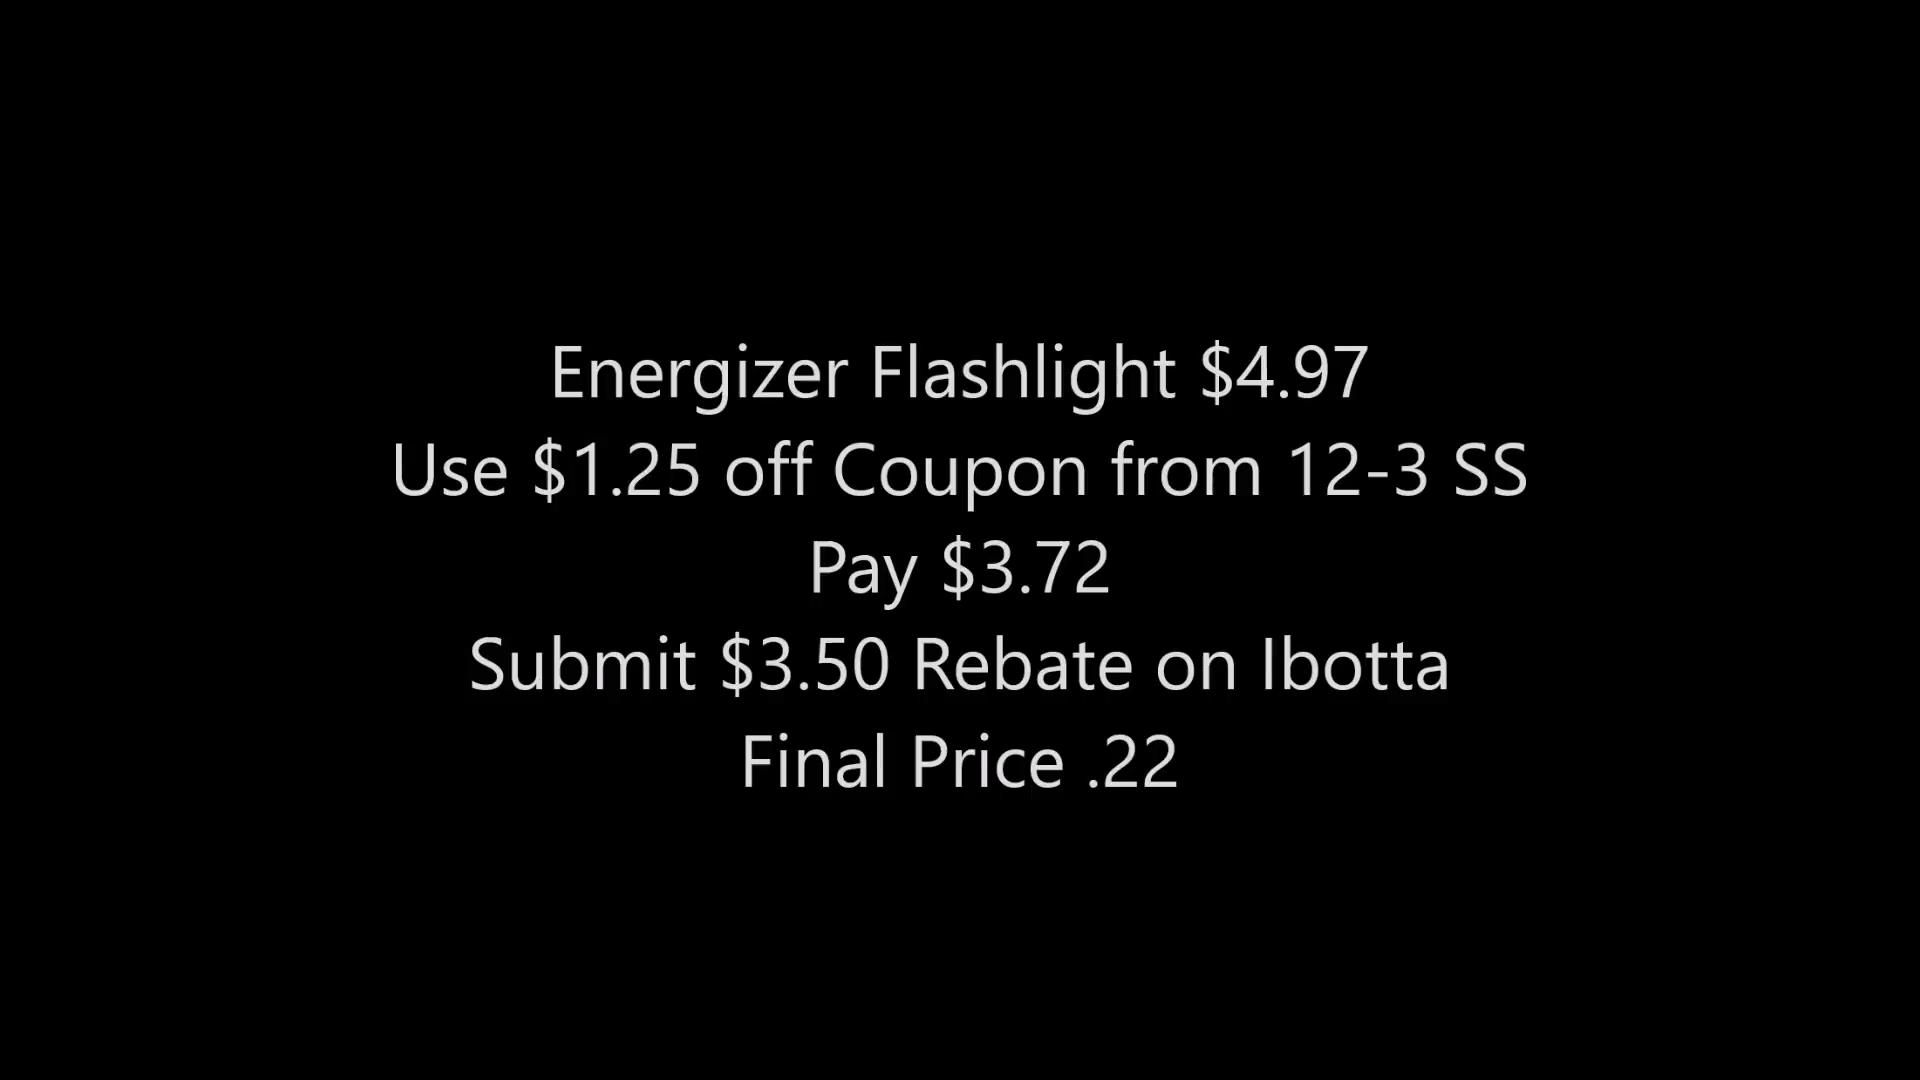 Energizer Flashlight $4.97
Use $1.25 off Coupon from 12-3 SS
Pay $3.72
Submit $3.50 Rebate on Ibotta
Final Price .22